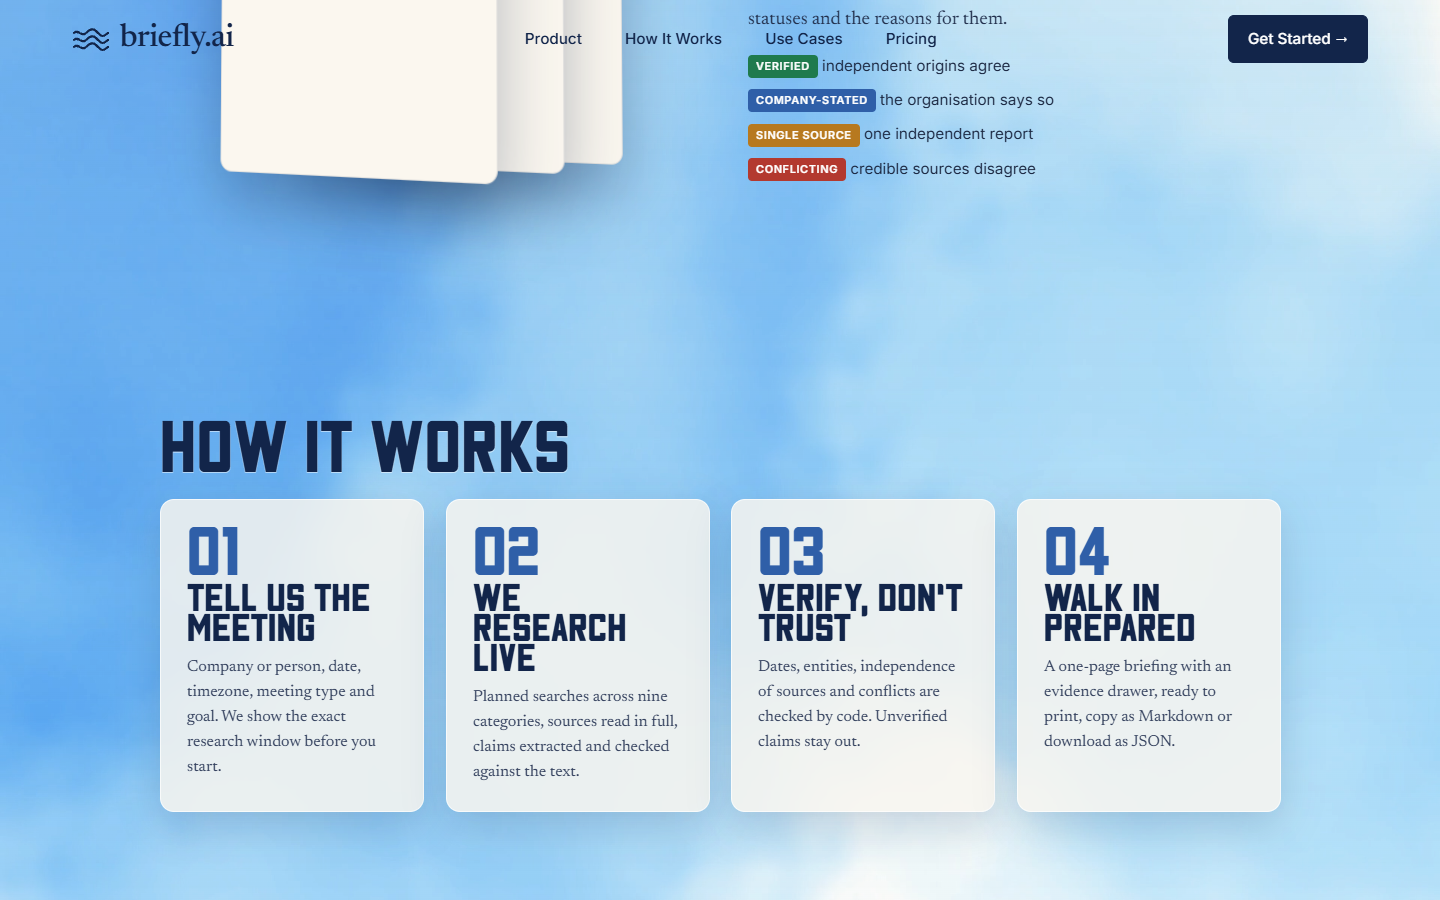 statuses and the reasons for them.
briefly.ai
Product How It Works Use Cases Pricing
Get Started →
VERIFIED independent origins agree
COMPANY-STATED the organisation says so
SINGLE SOURCE one independent report
CONFLICTING credible sources disagree
HOW IT WORKS
01
TELL US THE
MEETING
Company or person, date,
timezone, meeting type and
goal. We show the exact
research window before you
start.
02
WE
RESEARCH
LIVE
Planned searches across nine
categories, sources read in full,
claims extracted and checked
against the text.
03
VERIFY, DON'T
TRUST
Dates, entities, independence
of sources and conflicts are
checked by code. Unverified
claims stay out.
04
WALK IN
PREPARED
A one-page briefing with an
evidence drawer, ready to
print, copy as Markdown or
download as JSON.